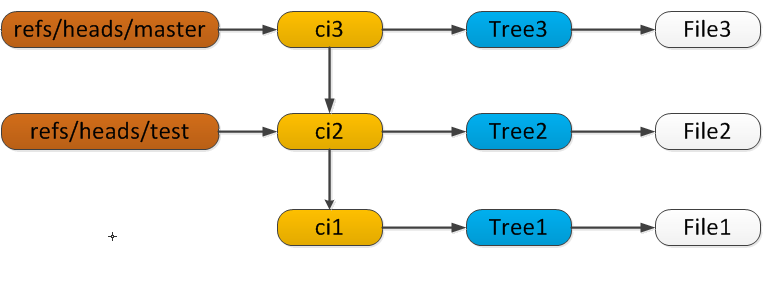 refs/heads/master
ci3
Tree3
File3
refs/heads/test
ci2
Tree2
File2
ci1
Tree1
File1